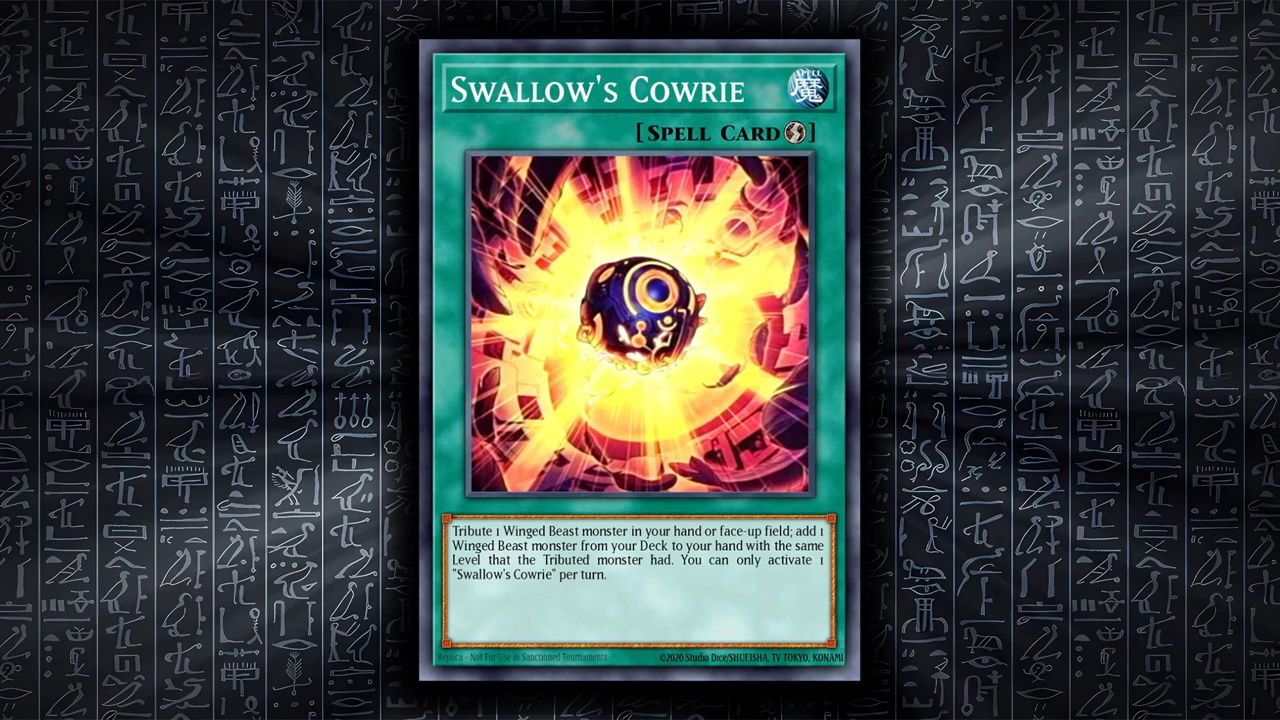 Swallow's Cowrie
SPELL
魔
[Spell Card]
Tribute 1 Winged Beast monster in your hand or face-up field; add 1
Winged Beast monster from your Deck to your hand with the same
Level that the Tributed monster had. You can only activate 1
"Swallow's Cowrie" per turn.
Replica - Not For Use in Sanctioned Tournaments
©2020 Studio Dice/SHUEISHA, TV TOKYO, KONAMI